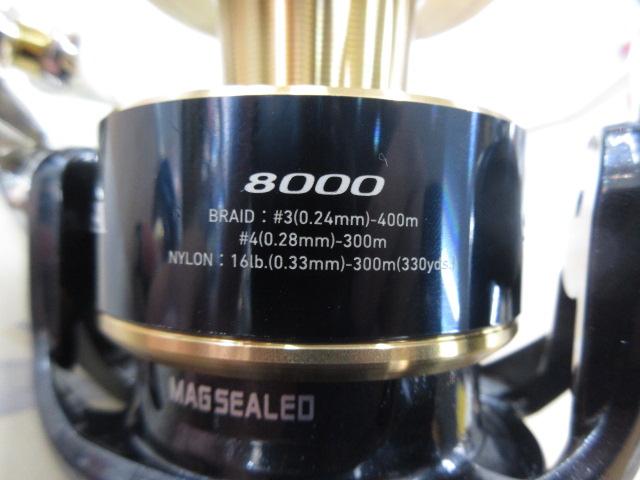 8000
BRAID : #3(0.24mm)-400m
#4(0.28mm)-300m
NYLON : 16lb.(0.33mm)-300m(330yds.
MAGSEALED